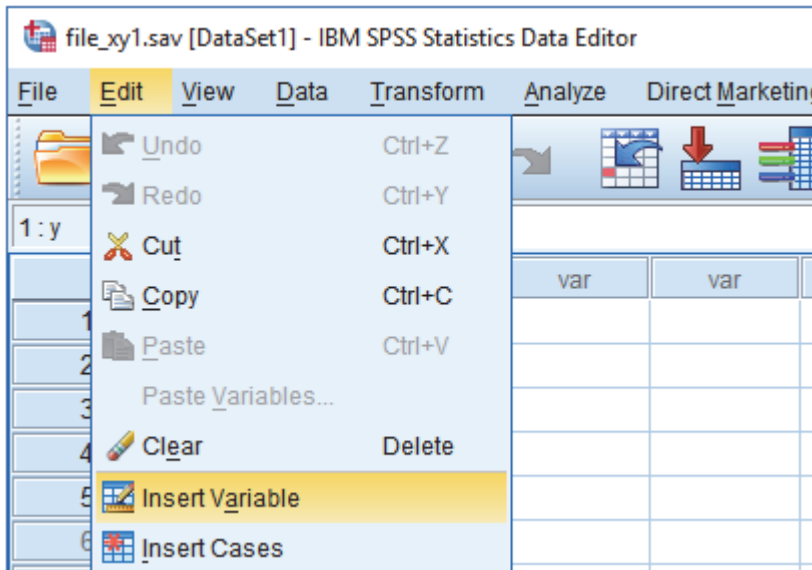 file_xy1.sav [DataSet1] - IBM SPSS Statistics Data Editor
File Edit View Data Transform Analyze Direct Marketing
Undo Ctrl+Z
Redo Ctrl+Y
1 : y
Cut Ctrl+X
var var
Copy Ctrl+C
1
Paste Ctrl+V
2
Paste Variables...
3
Clear Delete
4
Insert Variable
5
Insert Cases
6